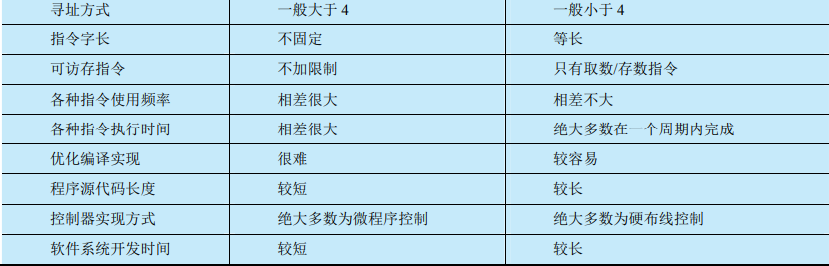 寻址方式 一般大于 4 一般小于 4
指令字长 不固定 等长
可访存指令 不加限制 只有取数/存数指令
各种指令使用频率 相差很大 相差不大
各种指令执行时间 相差很大 绝大多数在一个周期内完成
优化编译实现 很难 较容易
程序源代码长度 较短 较长
控制器实现方式 绝大多数为微程序控制 绝大多数为硬布线控制
软件系统开发时间 较短 较长